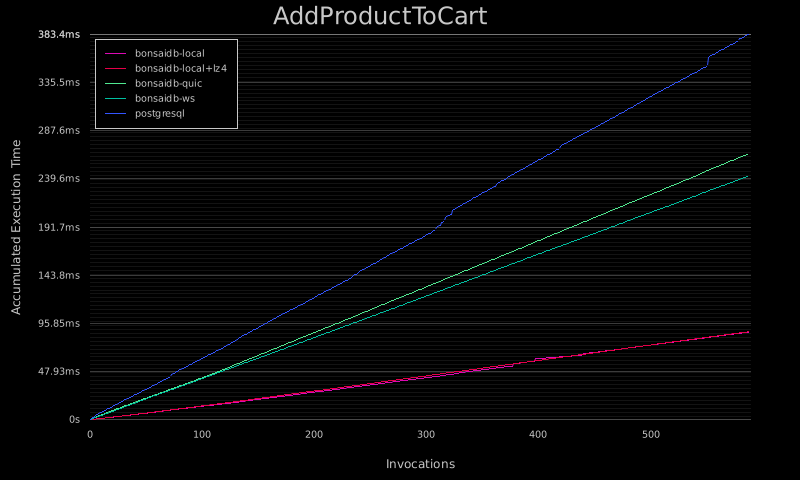 AddProductToCart
383.4ms
335.5ms
287.6ms
239.6ms
191.7ms
143.8ms
95.85ms
47.93ms
0s
bonsaidb-local
bonsaidb-local+lz4
bonsaidb-quic
bonsaidb-ws
postgresql
Accumulated Execution Time
0 100 200 300 400 500
Invocations